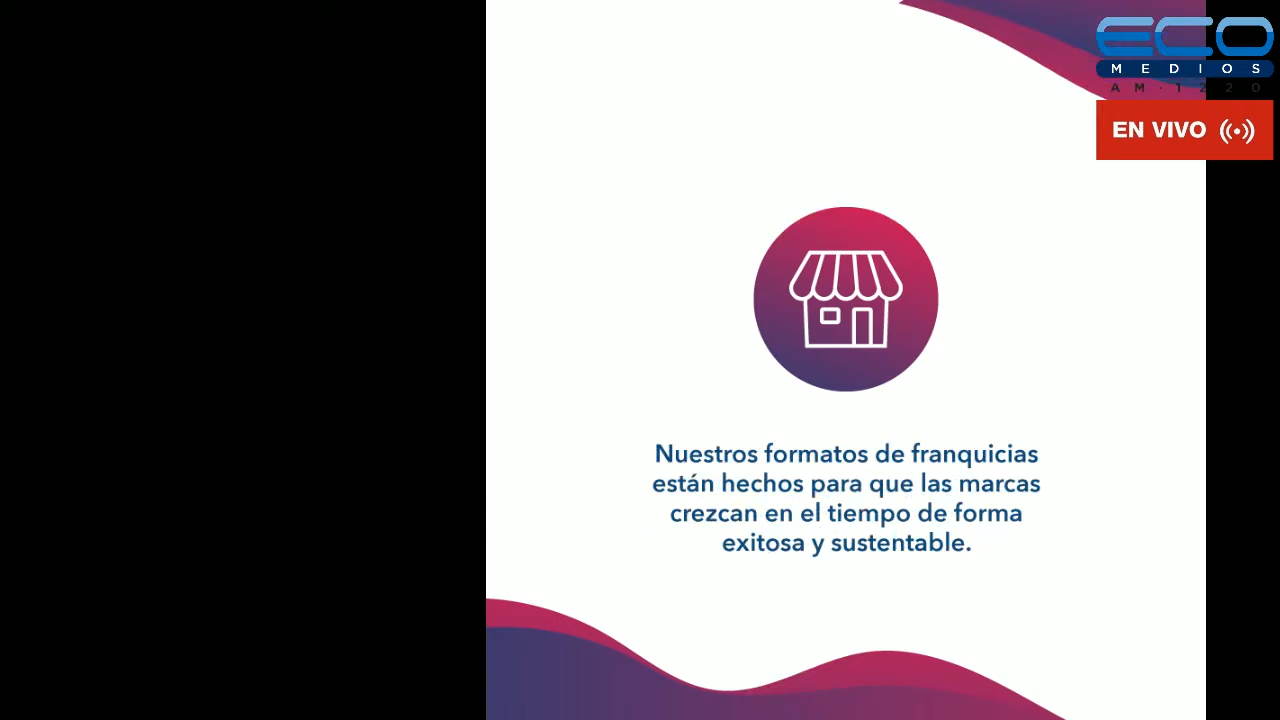 ECO
MEDIOS
AM·1220
EN VIVO
Nuestros formatos de franquicias
están hechos para que las marcas
crezcan en el tiempo de forma
exitosa y sustentable.